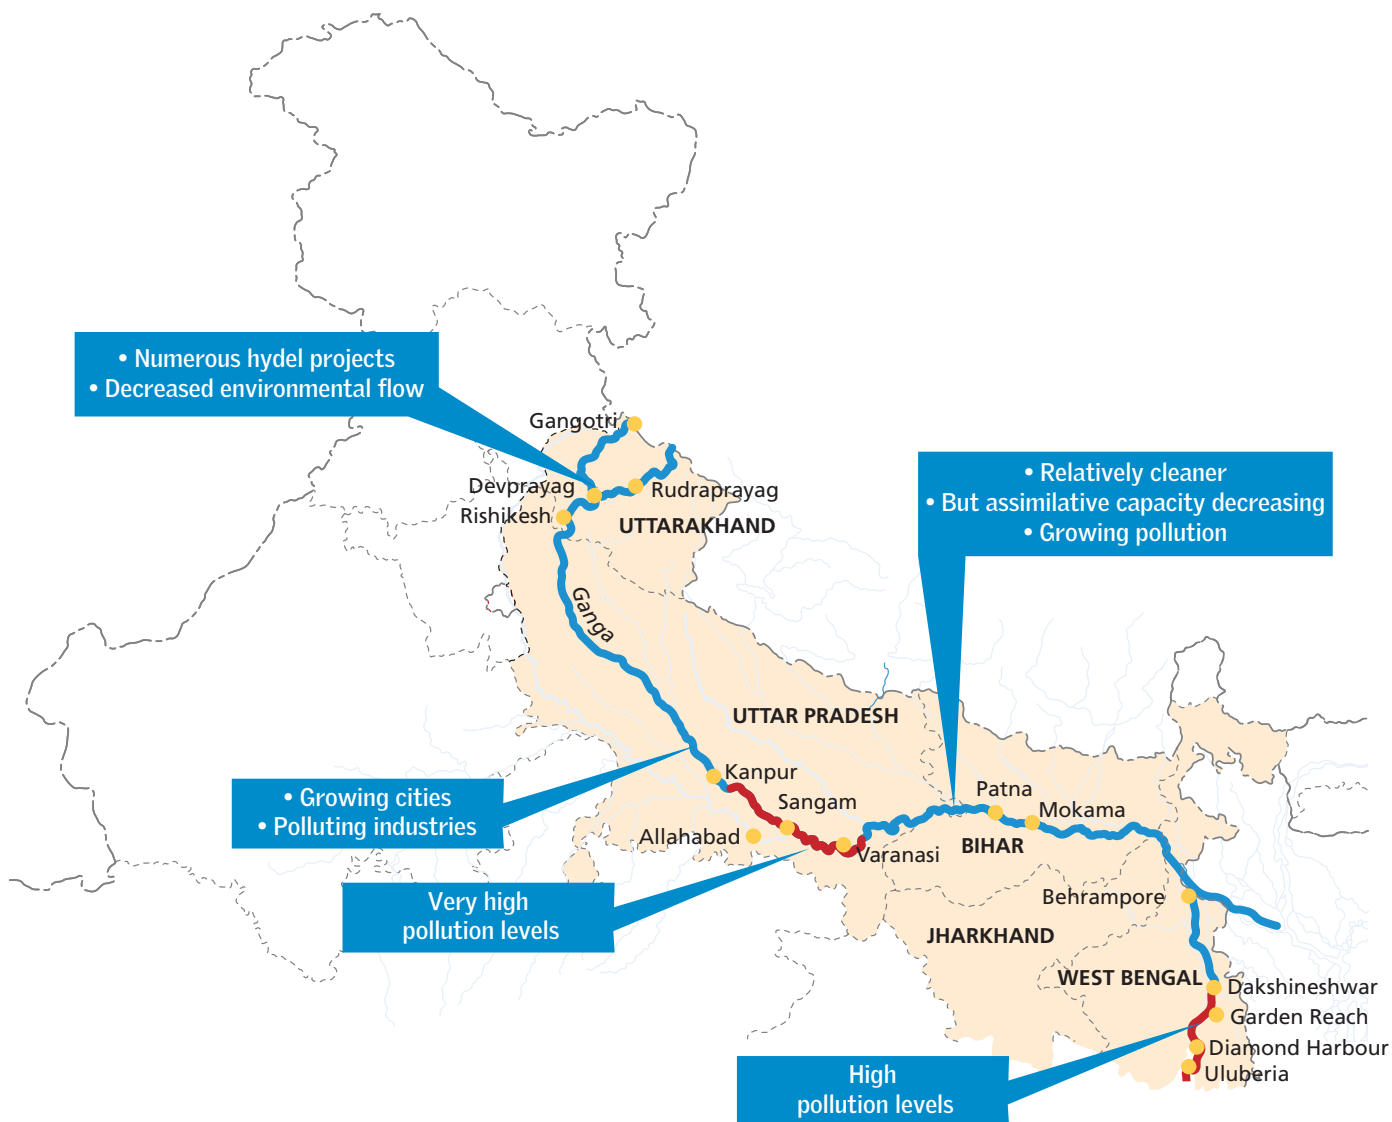 • Numerous hydel projects
• Decreased environmental flow
Gangotri
Devprayag
Rudraprayag
Rishikesh
UTTARAKHAND
• Relatively cleaner
• But assimilative capacity decreasing
• Growing pollution
Ganga
UTTAR PRADESH
• Growing cities
• Polluting industries
Kanpur
Sangam
Allahabad
Varanasi
Patna
Mokama
BIHAR
Very high
pollution levels
Behrampore
JHARKHAND
WEST BENGAL
Dakshineshwar
Garden Reach
Diamond Harbour
Uluberia
High
pollution levels